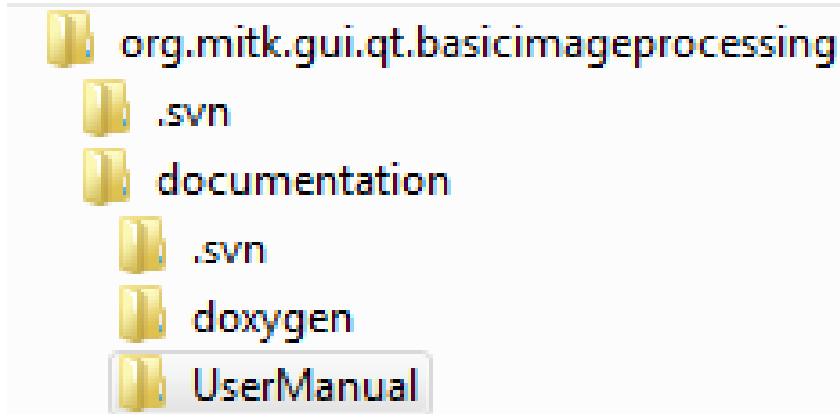 org.mitk.gui.qt.basicimageprocessing
.svn
documentation
.svn
doxygen
UserManual